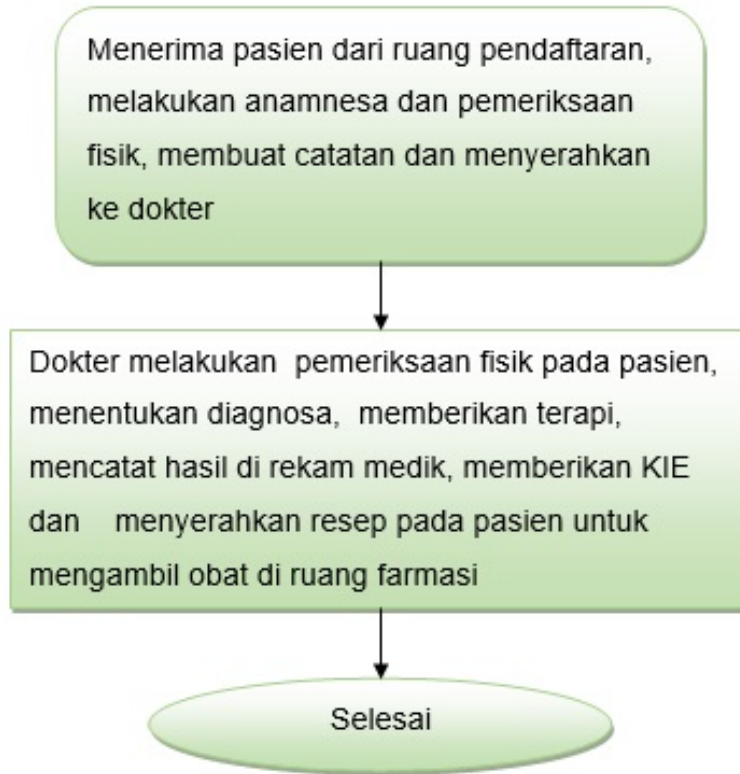 Menerima pasien dari ruang pendaftaran,
melakukan anamnesa dan pemeriksaan
fisik, membuat catatan dan menyerahkan
ke dokter
Dokter melakukan pemeriksaan fisik pada pasien,
menentukan diagnosa, memberikan terapi,
mencatat hasil di rekam medik, memberikan KIE
dan menyerahkan resep pada pasien untuk
mengambil obat di ruang farmasi
Selesai